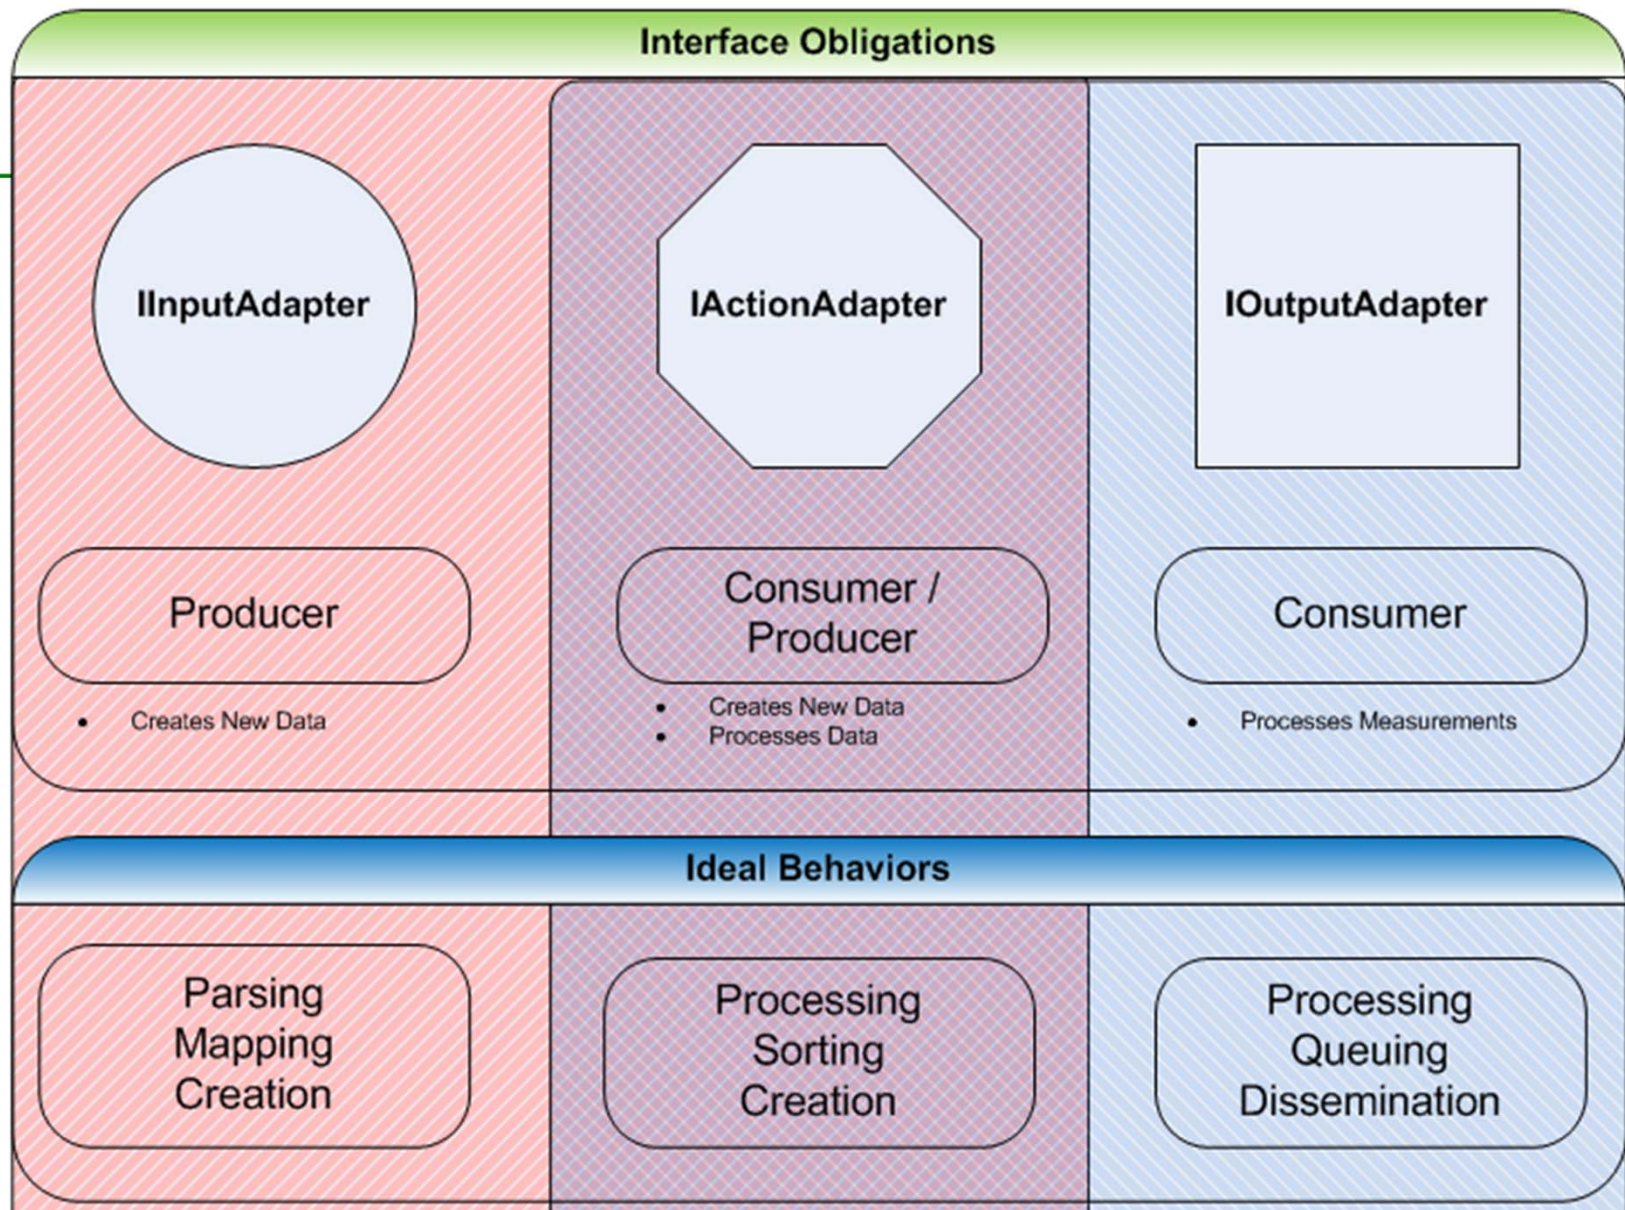 Interface Obligations
IInputAdapter
IActionAdapter
IOutputAdapter
Producer
Consumer /
Producer
Consumer
• Creates New Data
• Creates New Data
• Processes Data
• Processes Measurements
Ideal Behaviors
Parsing
Mapping
Creation
Processing
Sorting
Creation
Processing
Queuing
Dissemination